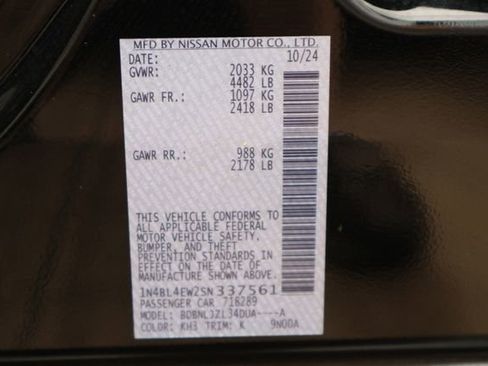 MFD BY NISSAN MOTOR CO., LTD.
DATE: 10/24
GVWR: 2033 KG
4482 LB
GAWR FR.: 1097 KG
2418 LB
GAWR RR.: 988 KG
2178 LB
THIS VEHICLE CONFORMS TO
ALL APPLICABLE FEDERAL
MOTOR VEHICLE SAFETY,
BUMPER, AND THEFT
PREVENTION STANDARDS IN
EFFECT ON THE DATE OF
MANUFACTURE SHOWN ABOVE.
1N4BL4EW2SN 337561
PASSENGER CAR 716289
MODEL: BDBNLJZL34DUA----A
COLOR: KH3 TRIM: K 9N00A